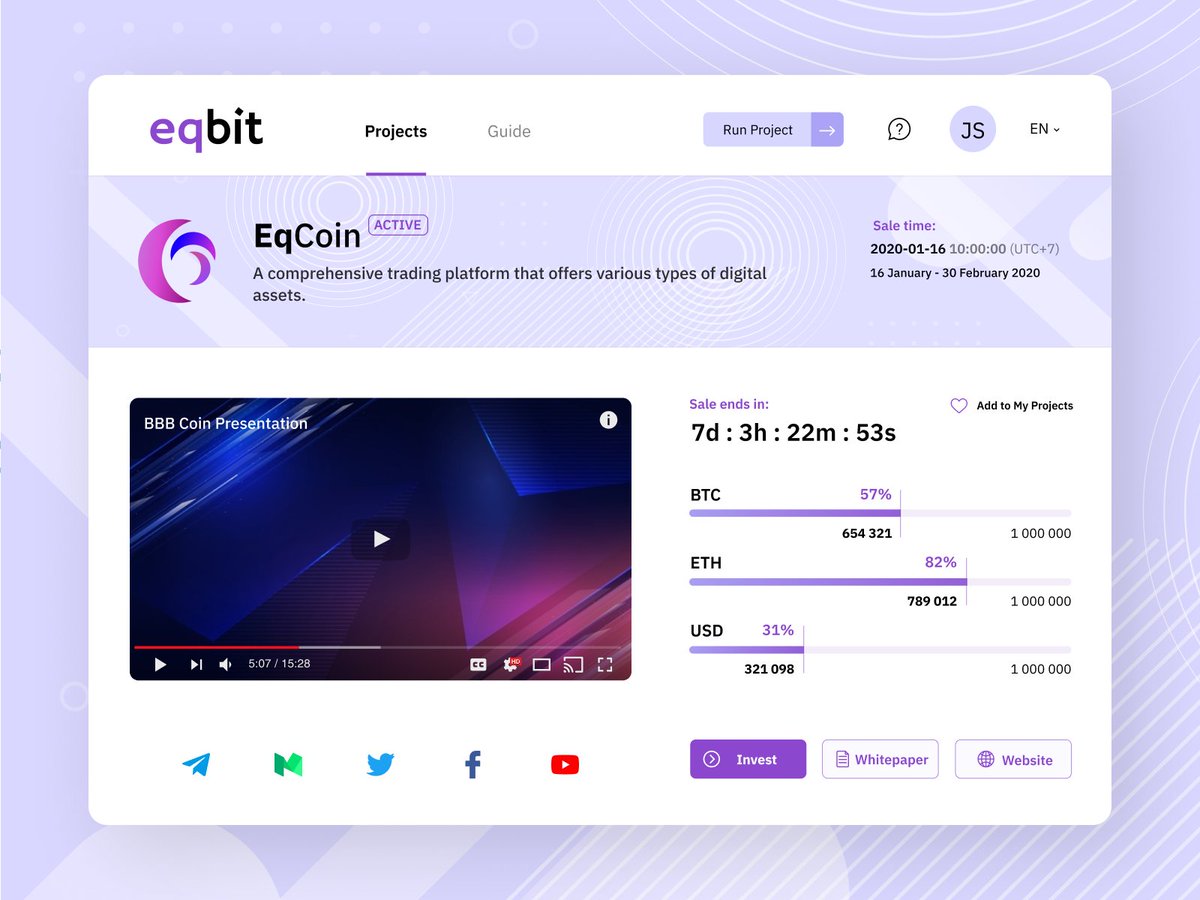 eqbit
Projects
Guide
Run Project
JS
EN
EqCoin
ACTIVE
A comprehensive trading platform that offers various types of digital
assets.
Sale time:
2020-01-16 10:00:00 (UTC+7)
16 January - 30 February 2020
BBB Coin Presentation
5:07 / 15:28
CC
HD
Sale ends in:
Add to My Projects
7d : 3h : 22m : 53s
BTC
57%
654 321
1 000 000
ETH
82%
789 012
1 000 000
USD
31%
321 098
1 000 000
Invest
Whitepaper
Website